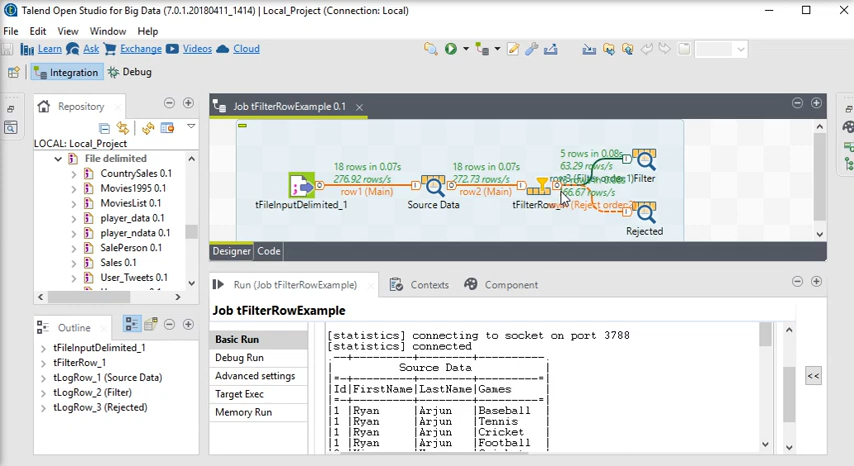 Talend Open Studio for Big Data (7.0.1.20180411_1414) | Local_Project (Connection: Local)
File Edit View Window Help
Learn Ask Exchange Videos Cloud
Integration Debug
Repository
LOCAL: Local_Project
File delimited
CountrySales 0.1
Movies1995 0.1
MoviesList 0.1
player_data 0.1
player_ndata 0.1
SalePerson 0.1
Sales 0.1
User_Tweets 0.1
Outline
tFileInputDelimited_1
tFilterRow_1
tLogRow_1 (Source Data)
tLogRow_2 (Filter)
tLogRow_3 (Rejected)
Job tFilterRowExample 0.1
18 rows in 0.07s
276.92 rows/s
row1 (Main)
18 rows in 0.07s
272.73 rows/s
row2 (Main)
5 rows in 0.08s
63.29 rows/s
row3 (Filter order:1)
(Reject order:2)
tFileInputDelimited_1
Source Data
Filter
Rejected
Designer Code
Run (Job tFilterRowExample) Contexts Component
Job tFilterRowExample
Basic Run
Debug Run
Advanced settings
Target Exec
Memory Run
[statistics] connecting to socket on port 3788
[statistics] connected
.--+---------+--------+----------.
| Source Data |
|=-+---------+--------+---------=|
|Id|FirstName|LastName|Games |
|=-+---------+--------+---------=|
|1 |Ryan |Arjun |Baseball |
|1 |Ryan |Arjun |Tennis |
|1 |Ryan |Arjun |Cricket |
|1 |Ryan |Arjun |Football |
<<